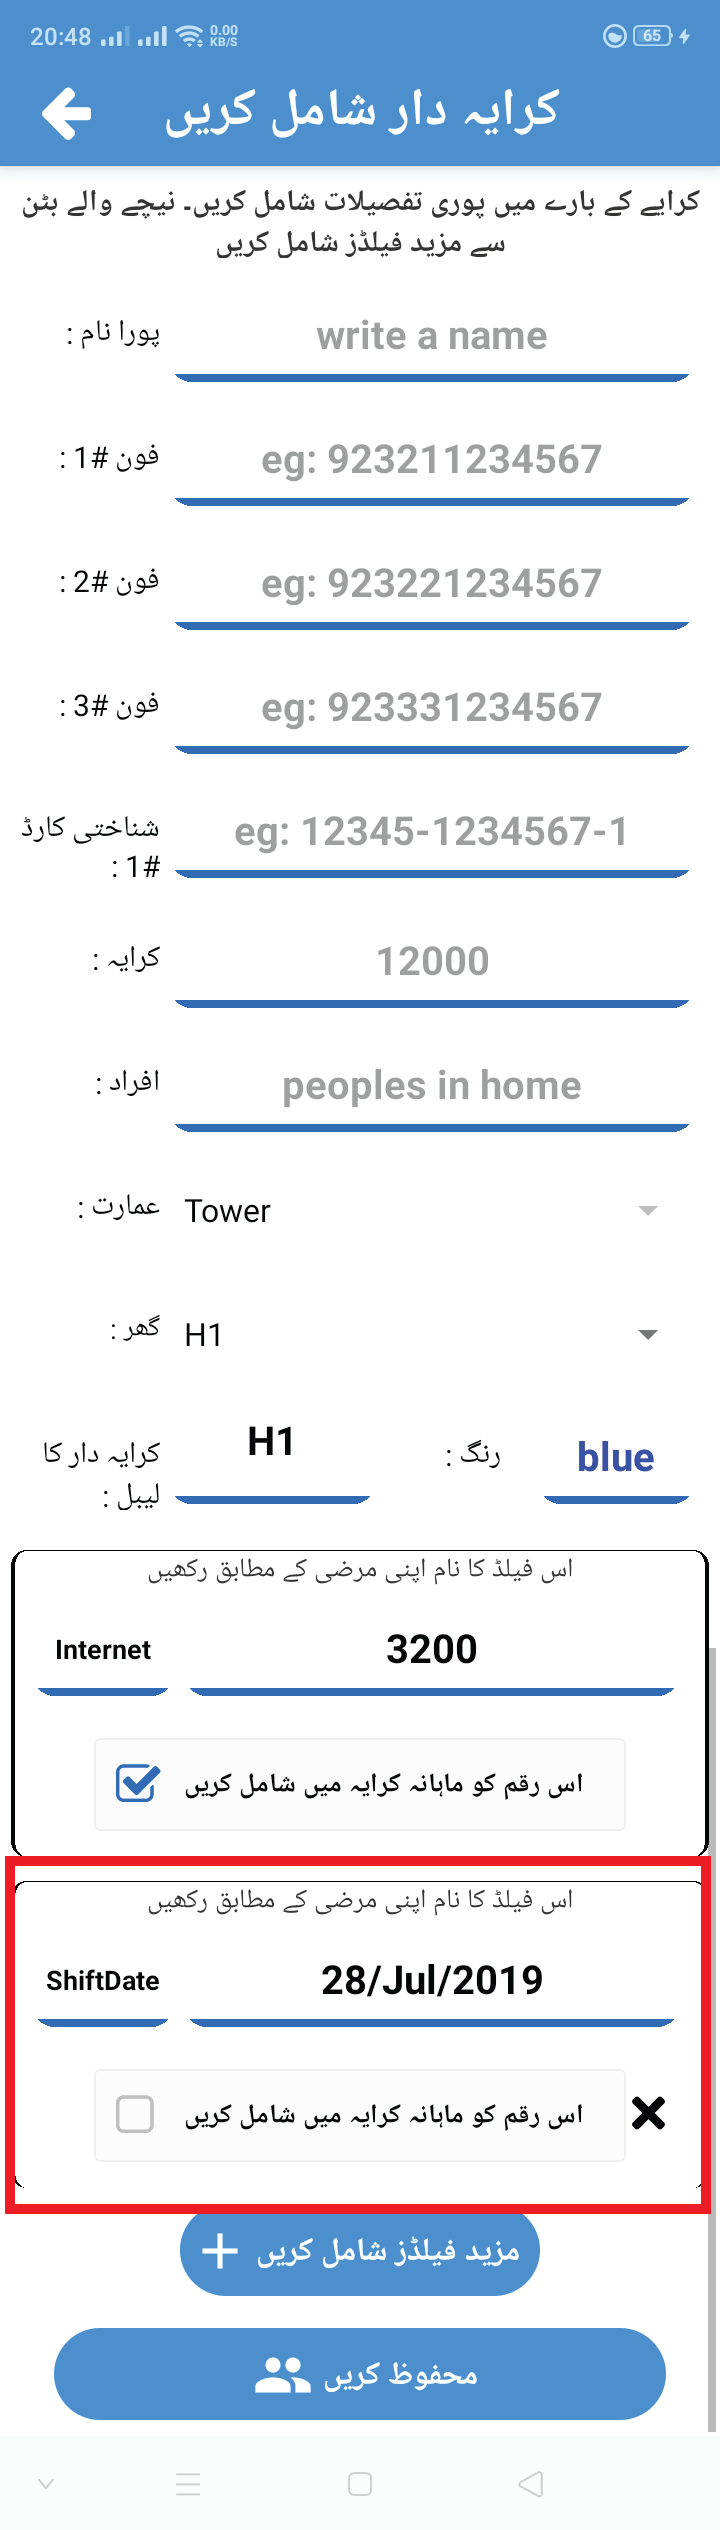 20:48 0.00 KB/S 65
کرایہ دار شامل کریں
کرایے کے بارے میں پوری تفصیلات شامل کریں۔ نیچے والے بٹن
سے مزید فیلڈز شامل کریں
پورا نام :
write a name
فون #1 :
eg: 923211234567
فون #2 :
eg: 923221234567
فون #3 :
eg: 923331234567
شناختی کارڈ
#1 :
eg: 12345-1234567-1
کرایہ :
12000
افراد :
peoples in home
عمارت :
Tower
گھر :
H1
کرایہ دار کا
لیبل :
H1
رنگ :
blue
اس فیلڈ کا نام اپنی مرضی کے مطابق رکھیں
Internet
3200
اس رقم کو ماہانہ کرایہ میں شامل کریں
اس فیلڈ کا نام اپنی مرضی کے مطابق رکھیں
ShiftDate
28/Jul/2019
اس رقم کو ماہانہ کرایہ میں شامل کریں
مزید فیلڈز شامل کریں
محفوظ کریں